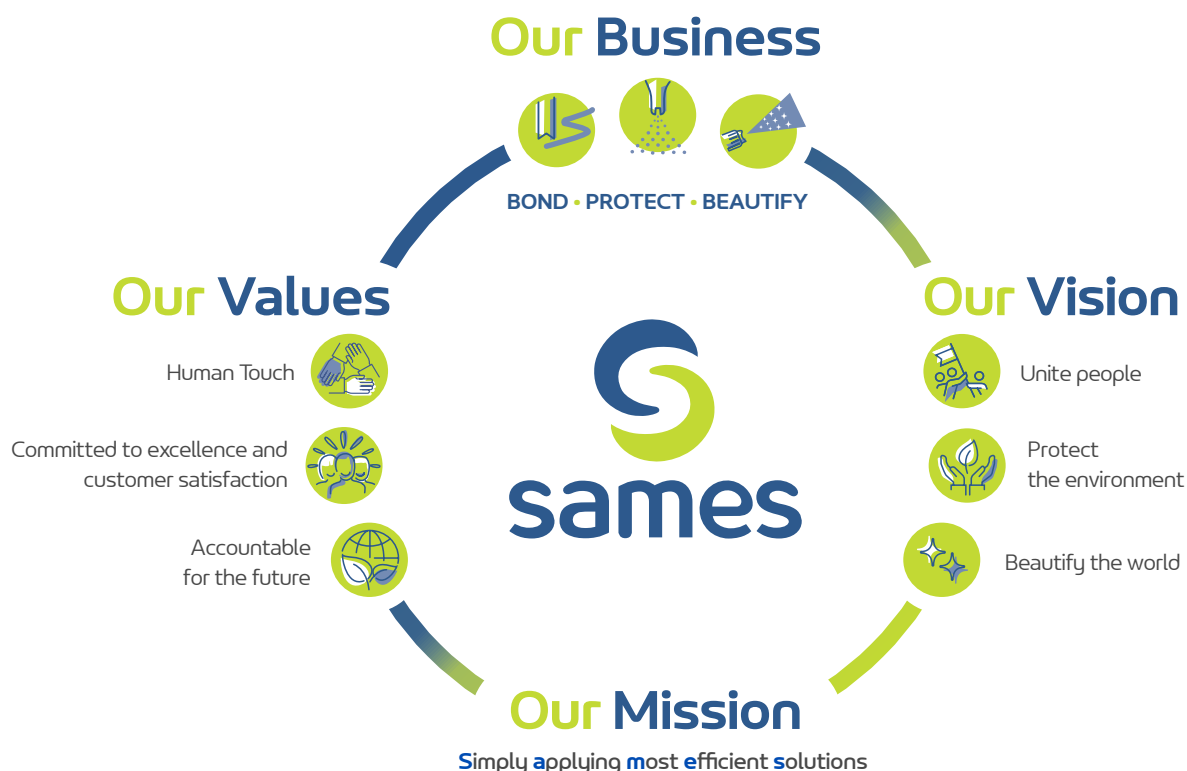 Our Business
BOND • PROTECT • BEAUTIFY
Our Values
Human Touch
Committed to excellence and
customer satisfaction
Accountable
for the future
sames
Our Vision
Unite people
Protect
the environment
Beautify the world
Our Mission
Simply applying most efficient solutions